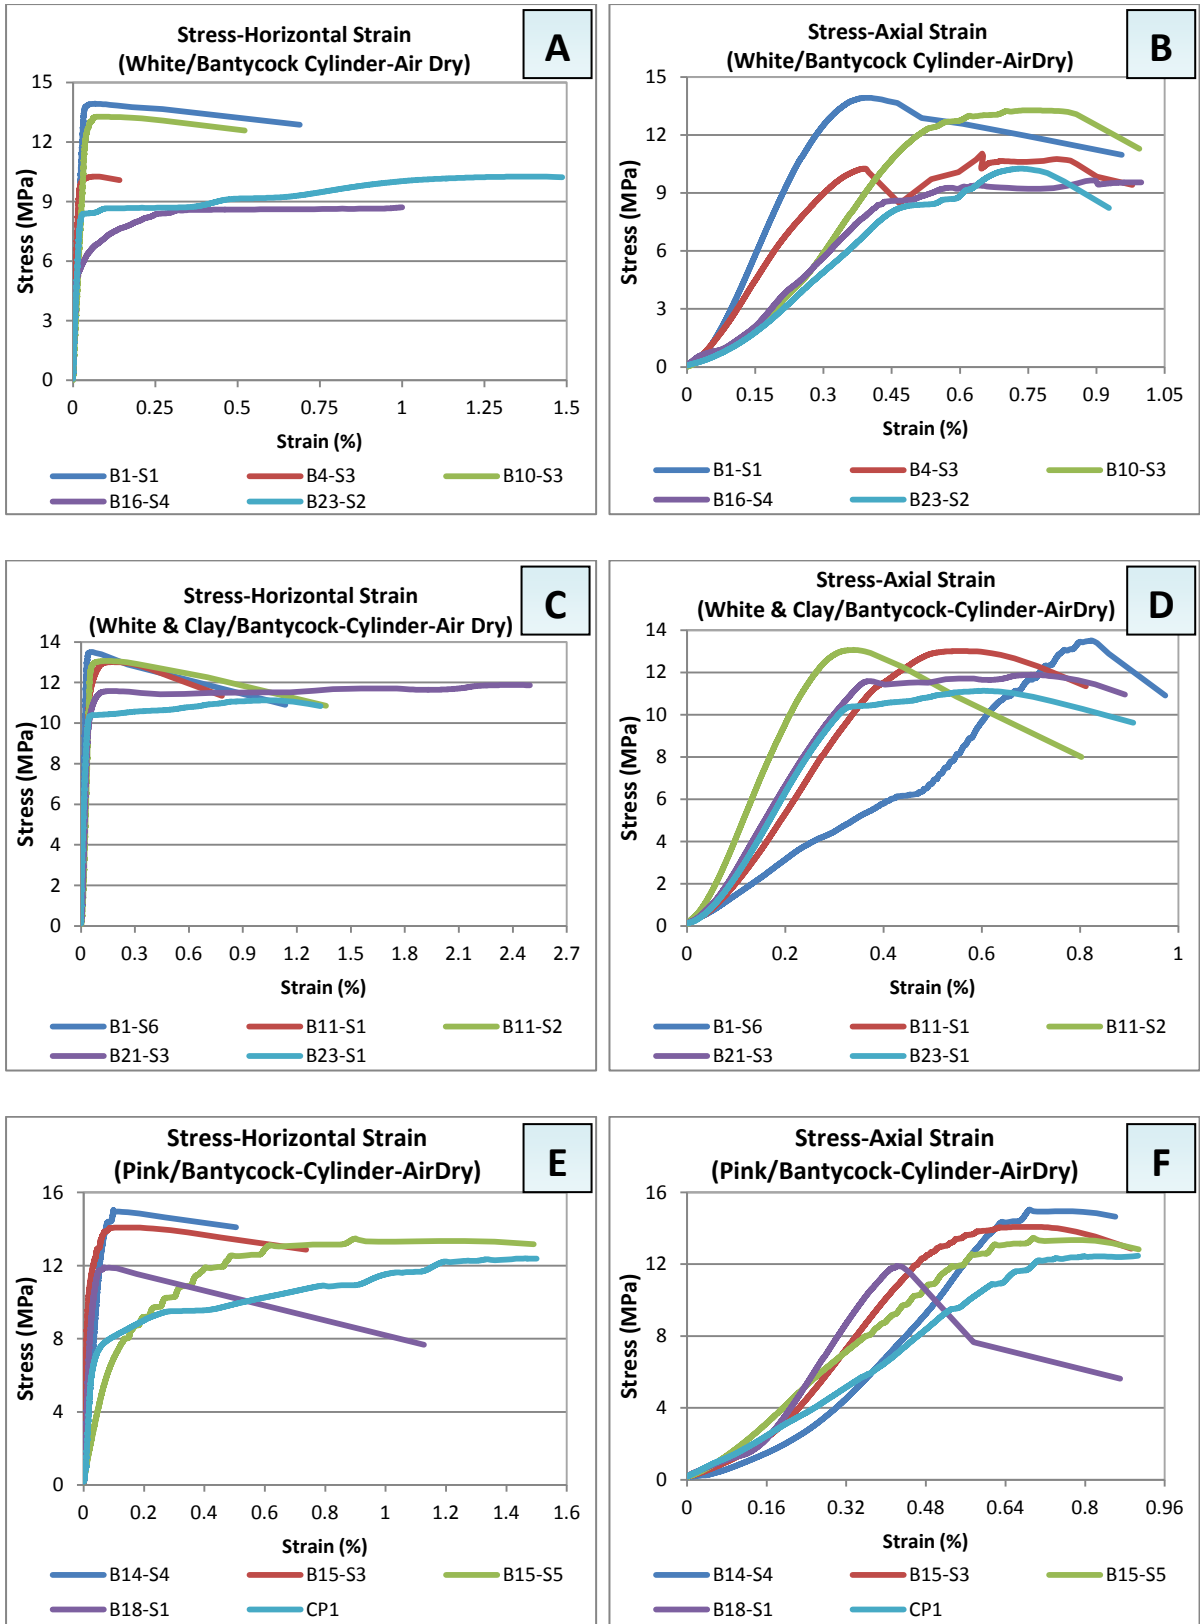 Stress-Horizontal Strain
(White/Bantycock Cylinder-Air Dry)
A
Stress (MPa)
15
12
9
6
3
0
0 0.25 0.5 0.75 1 1.25 1.5
Strain (%)
B1-S1 B4-S3 B10-S3
B16-S4 B23-S2
Stress-Axial Strain
(White/Bantycock Cylinder-AirDry)
B
Stress (MPa)
15
12
9
6
3
0
0 0.15 0.3 0.45 0.6 0.75 0.9 1.05
Strain (%)
B1-S1 B4-S3 B10-S3
B16-S4 B23-S2
Stress-Horizontal Strain
(White & Clay/Bantycock-Cylinder-Air Dry)
C
Stress (MPa)
14
12
10
8
6
4
2
0
0 0.3 0.6 0.9 1.2 1.5 1.8 2.1 2.4 2.7
Strain (%)
B1-S6 B11-S1 B11-S2
B21-S3 B23-S1
Stress-Axial Strain
(White & Clay/Bantycock-Cylinder-AirDry)
D
Stress (MPa)
14
12
10
8
6
4
2
0
0 0.2 0.4 0.6 0.8 1
Strain (%)
B1-S6 B11-S1 B11-S2
B21-S3 B23-S1
Stress-Horizontal Strain
(Pink/Bantycock-Cylinder-AirDry)
E
Stress (MPa)
16
12
8
4
0
0 0.2 0.4 0.6 0.8 1 1.2 1.4 1.6
Strain (%)
B14-S4 B15-S3 B15-S5
B18-S1 CP1
Stress-Axial Strain
(Pink/Bantycock-Cylinder-AirDry)
F
Stress (MPa)
16
12
8
4
0
0 0.16 0.32 0.48 0.64 0.8 0.96
Strain (%)
B14-S4 B15-S3 B15-S5
B18-S1 CP1